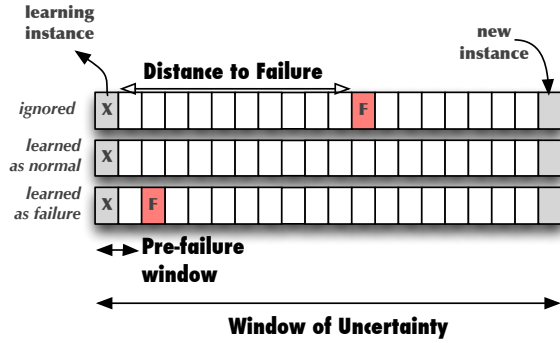 learning
instance
new
instance
Distance to Failure
ignored
X
F
learned
as normal
X
learned
as failure
X
F
Pre-failure
window
Window of Uncertainty